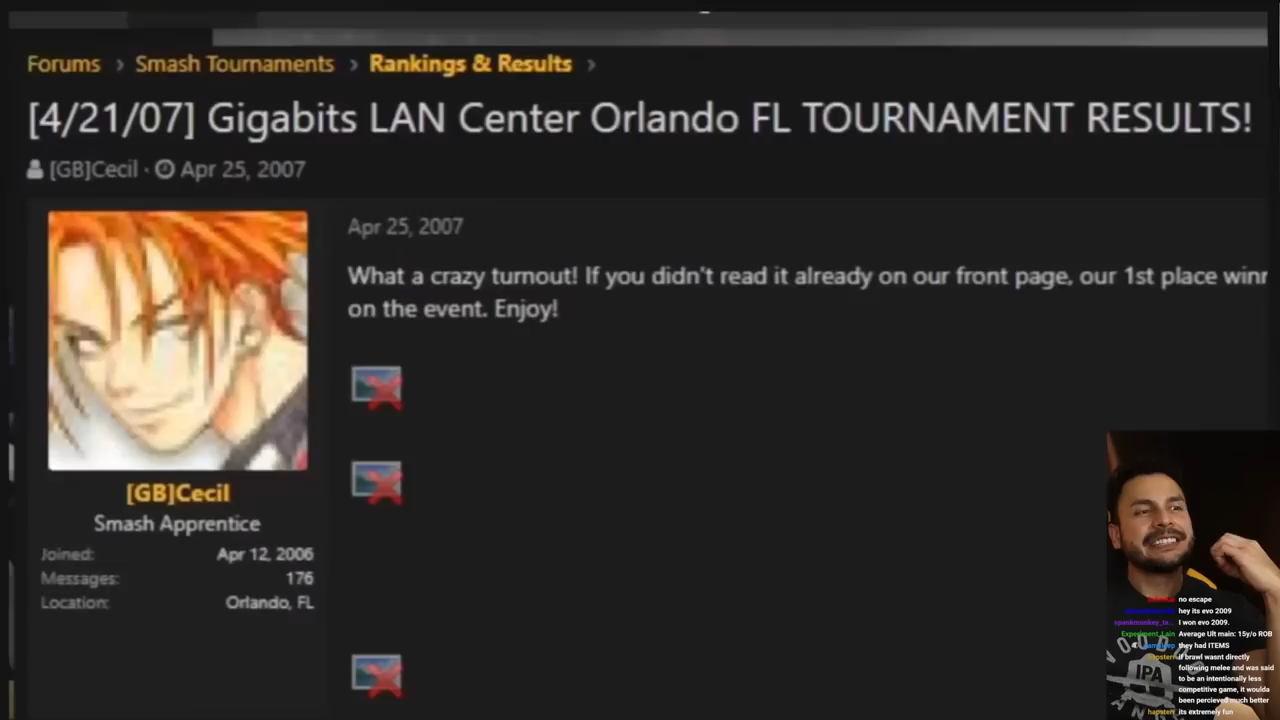 Forums › Smash Tournaments › Rankings & Results ›
[4/21/07] Gigabits LAN Center Orlando FL TOURNAMENT RESULTS!
[GB]Cecil · Apr 25, 2007
Apr 25, 2007
What a crazy turnout! If you didn't read it already on our front page, our 1st place
on the event. Enjoy!
[GB]Cecil
Smash Apprentice
Joined: Apr 12, 2006
Messages: 176
Location: Orlando, FL
no escape
hey its evo 2009
I won evo 2009.
Average Ult main: 15y/o ROB
they had ITEMS
if brawl wasnt directly
following melee and was said
to be an intentionally less
competitive game, it woulda
been percieved much better
its extremely fun
IPA